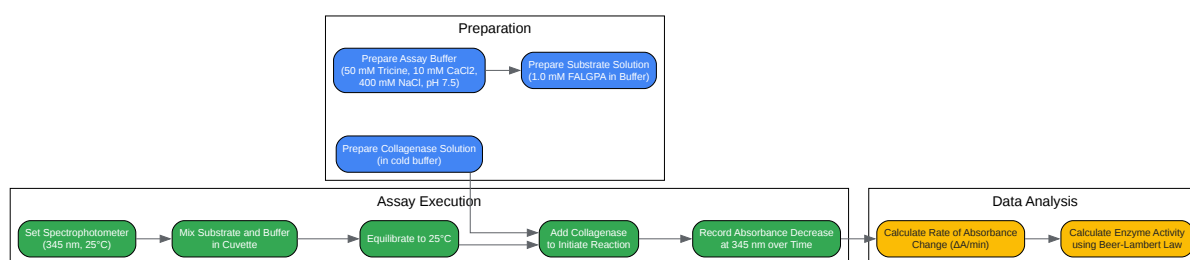 Preparation
Prepare Assay Buffer
(50 mM Tricine, 10 mM CaCl2,
400 mM NaCl, pH 7.5)
Prepare Substrate Solution
(1.0 mM FALGPA in Buffer)
Prepare Collagenase Solution
(in cold buffer)
Assay Execution
Set Spectrophotometer
(345 nm, 25°C)
Mix Substrate and Buffer
in Cuvette
Equilibrate to 25°C
Add Collagenase
to Initiate Reaction
Record Absorbance Decrease
at 345 nm over Time
Data Analysis
Calculate Rate of Absorbance
Change (ΔA/min)
Calculate Enzyme Activity
using Beer-Lambert Law